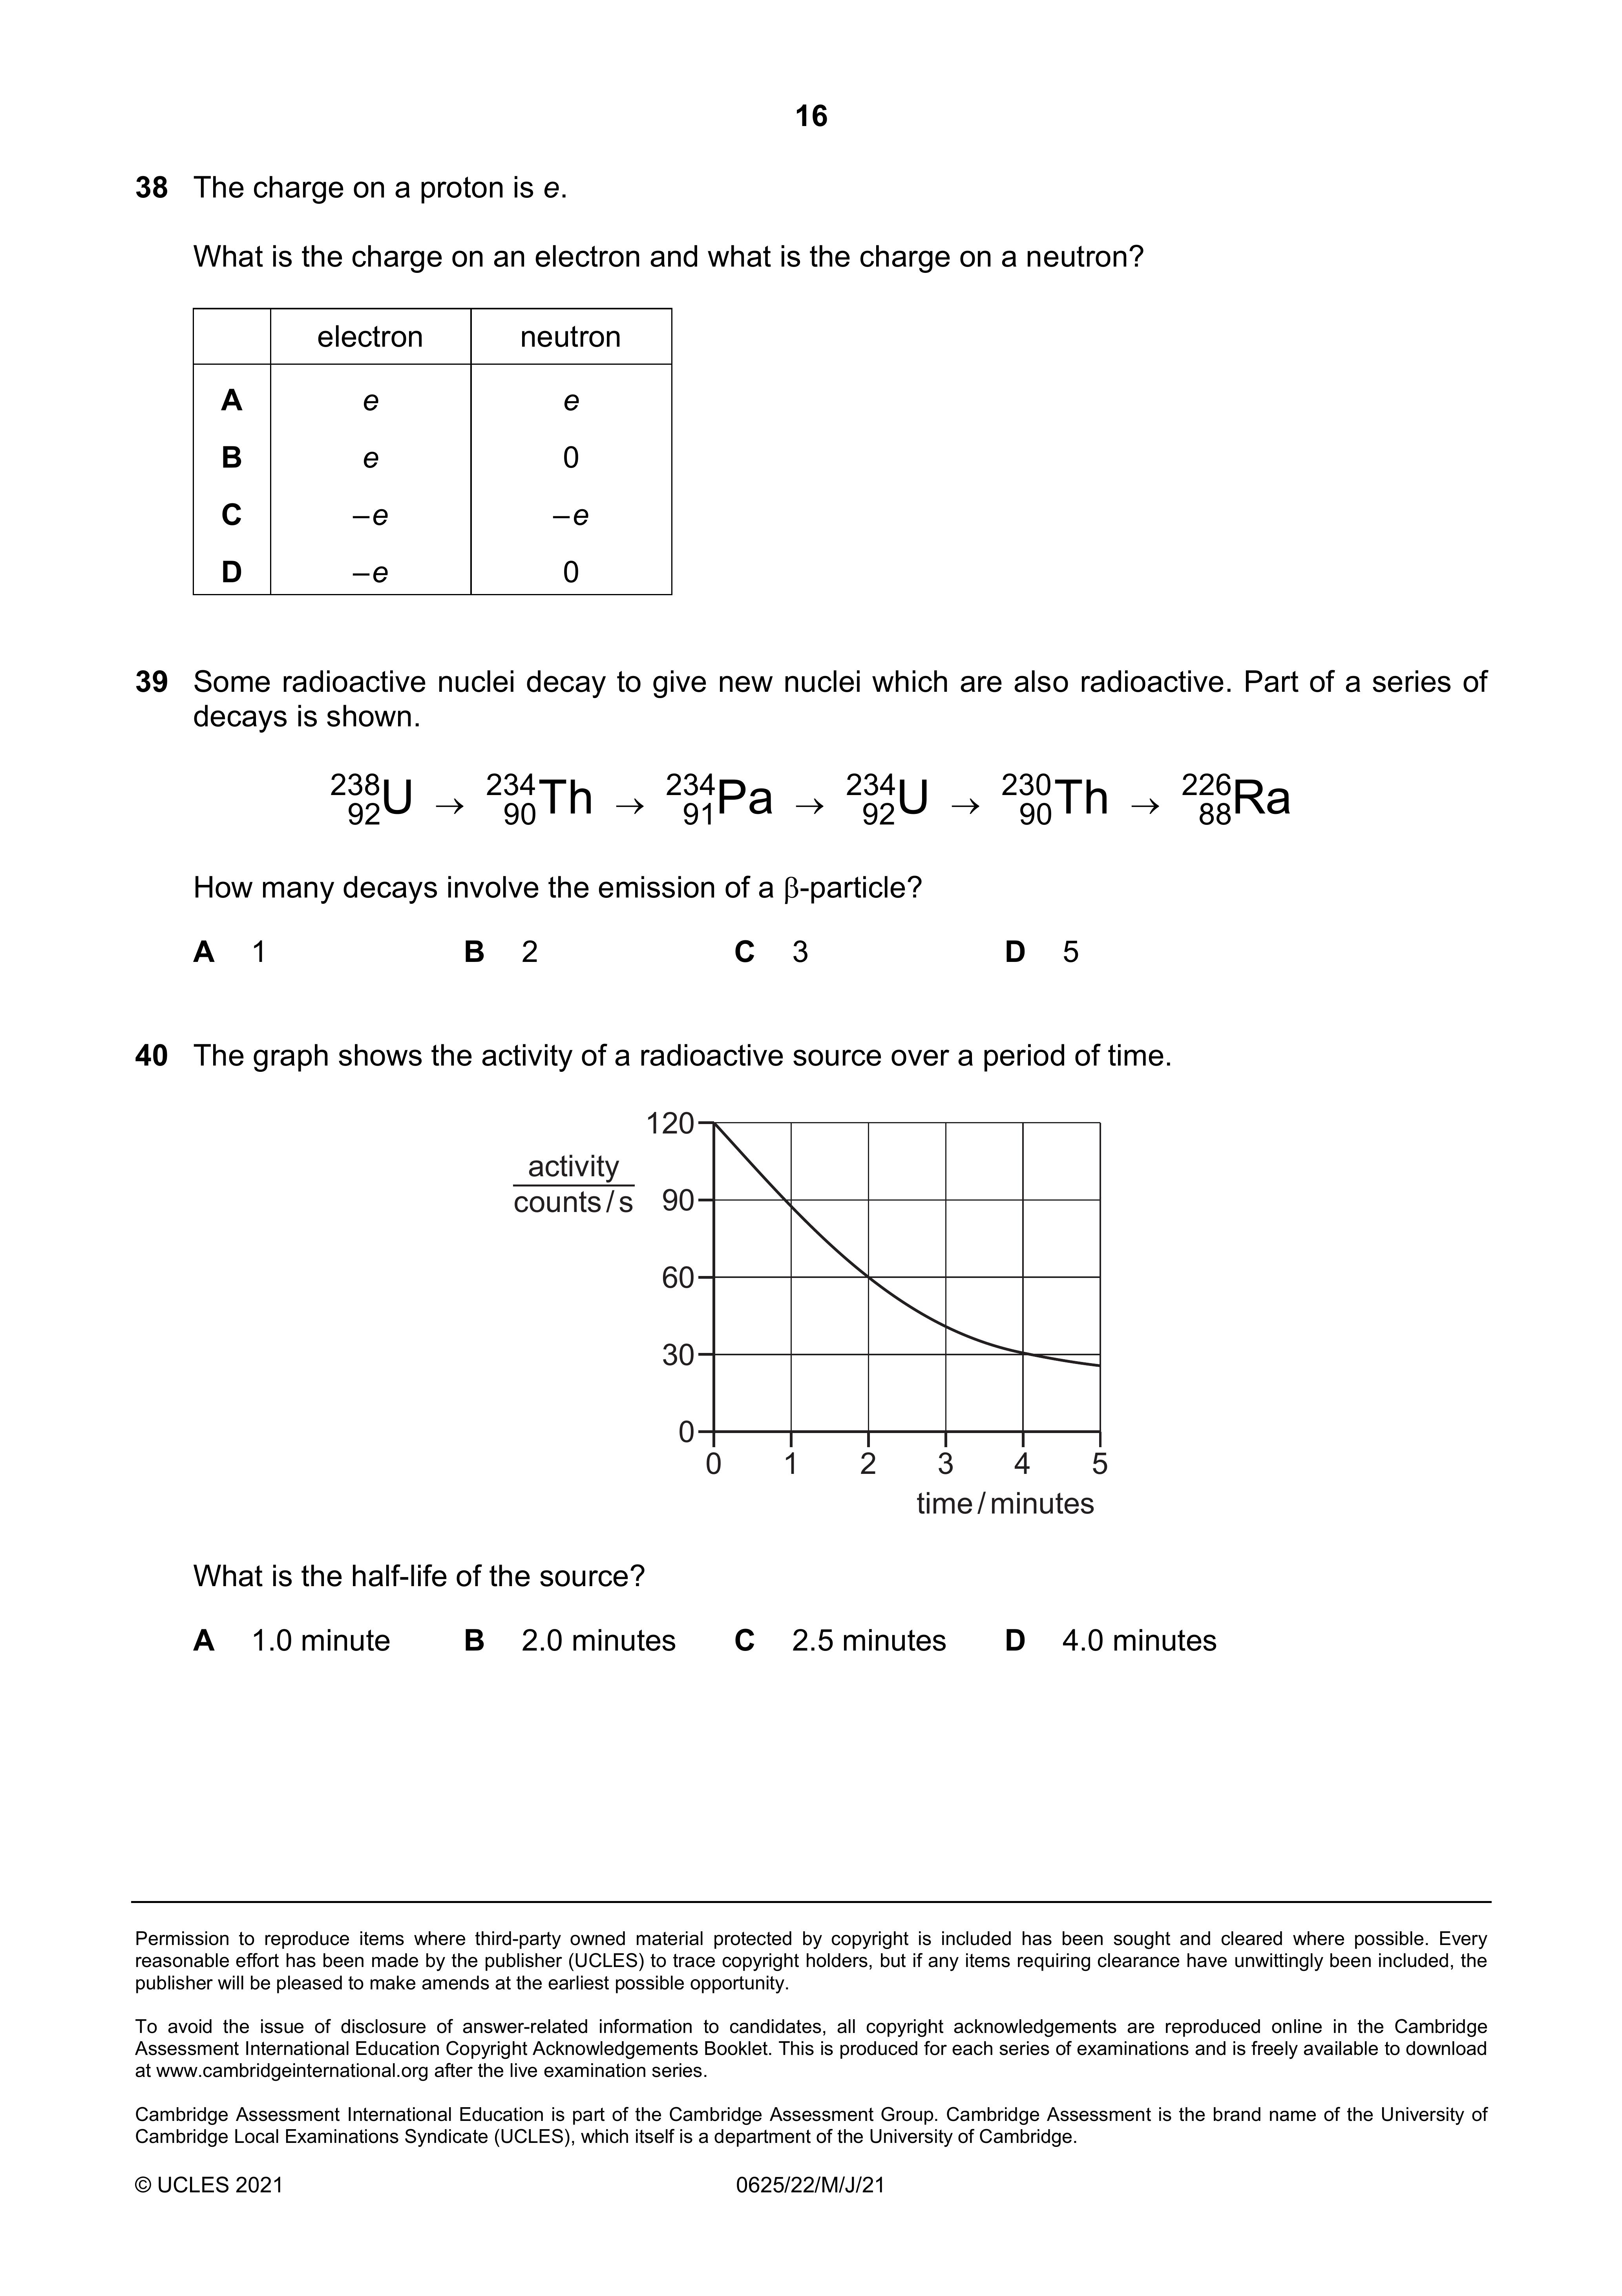 16
38 The charge on a proton is e.
What is the charge on an electron and what is the charge on a neutron?
electron neutron
A e e
B e 0
C –e –e
D –e 0
39 Some radioactive nuclei decay to give new nuclei which are also radioactive. Part of a series of
decays is shown.
238 92 U → 234 90 Th → 234 91 Pa → 234 92 U → 230 90 Th → 226 88 Ra
How many decays involve the emission of a β-particle?
A 1 B 2 C 3 D 5
40 The graph shows the activity of a radioactive source over a period of time.
120
activity
counts / s
90
60
30
0
0 1 2 3 4 5
time / minutes
What is the half-life of the source?
A 1.0 minute B 2.0 minutes C 2.5 minutes D 4.0 minutes
Permission to reproduce items where third-party owned material protected by copyright is included has been sought and cleared where possible. Every
reasonable effort has been made by the publisher (UCLES) to trace copyright holders, but if any items requiring clearance have unwittingly been included, the
publisher will be pleased to make amends at the earliest possible opportunity.
To avoid the issue of disclosure of answer-related information to candidates, all copyright acknowledgements are reproduced online in the Cambridge
Assessment International Education Copyright Acknowledgements Booklet. This is produced for each series of examinations and is freely available to download
at www.cambridgeinternational.org after the live examination series.
Cambridge Assessment International Education is part of the Cambridge Assessment Group. Cambridge Assessment is the brand name of the University of
Cambridge Local Examinations Syndicate (UCLES), which itself is a department of the University of Cambridge.
© UCLES 2021 0625/22/M/J/21